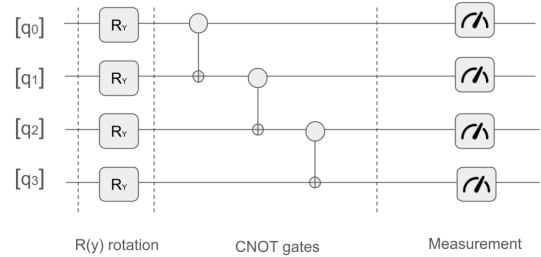 [q0] RY
[q1] RY
[q2] RY
[q3] RY
R(y) rotation CNOT gates Measurement